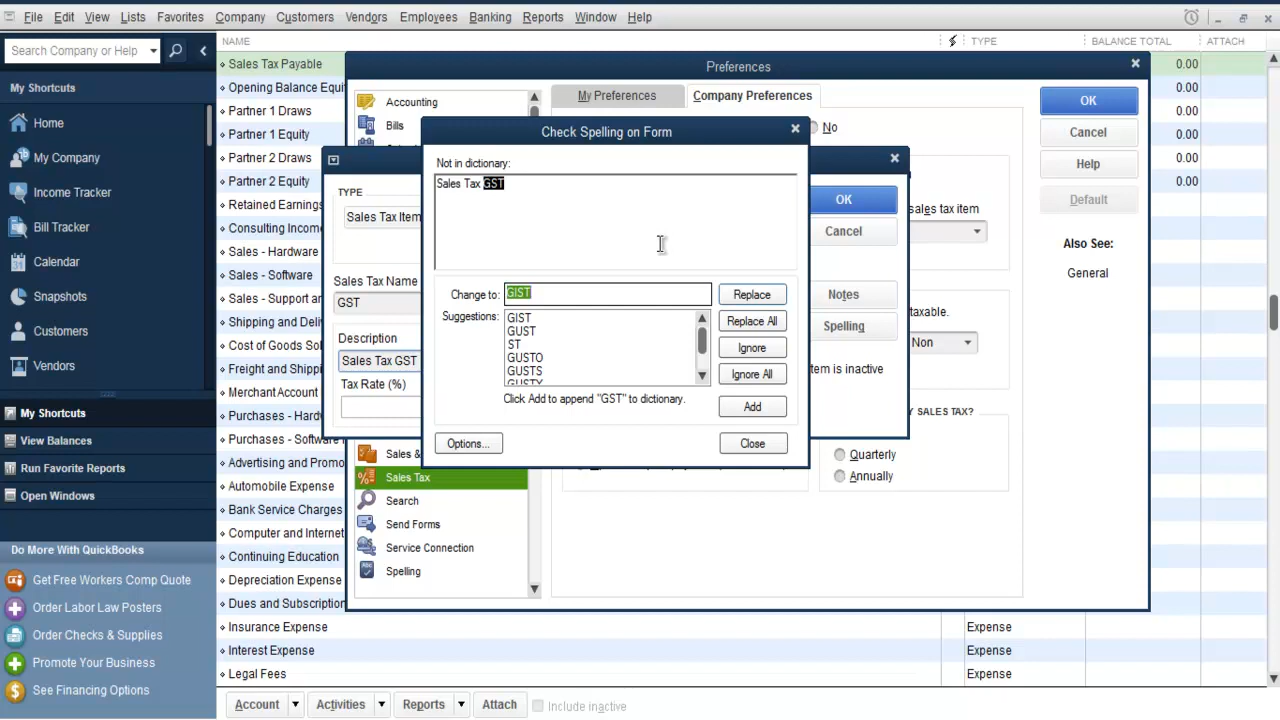 File Edit View Lists Favorites Company Customers Vendors Employees Banking Reports Window Help
Search Company or Help
My Shortcuts
Home
My Company
Income Tracker
Bill Tracker
Calendar
Snapshots
Customers
Vendors
My Shortcuts
View Balances
Run Favorite Reports
Open Windows
Do More With QuickBooks
Get Free Workers Comp Quote
Order Labor Law Posters
Order Checks & Supplies
Promote Your Business
See Financing Options
NAME TYPE BALANCE TOTAL ATTACH
Sales Tax Payable 0.00
Opening Balance Equi 0.00
Partner 1 Draws 0.00
Partner 1 Equity 0.00
Partner 2 Draws 0.00
Partner 2 Equity 0.00
Retained Earnings
Consulting Income
Sales - Hardware
Sales - Software
Sales - Support an
Shipping and Deliv
Cost of Goods Sol
Freight and Shippi
Merchant Account
Purchases - Hardw
Purchases - Softwa
Advertising and Promo
Automobile Expense
Bank Service Charges
Computer and Internet
Continuing Education
Depreciation Expense
Dues and Subscription
Insurance Expense Expense
Interest Expense Expense
Legal Fees Expense
Account Activities Reports Attach Include inactive
Preferences
Accounting
Bills
Sales &
Sales Tax
Search
Send Forms
Service Connection
Spelling
My Preferences Company Preferences
No
sales tax item
taxable.
Non
Y SALES TAX?
Quarterly
Annually
OK
Cancel
Help
Default
Also See:
General
TYPE
Sales Tax Item
Sales Tax Name
GST
Description
Sales Tax GST
Tax Rate (%)
OK
Cancel
Notes
Spelling
tem is inactive
Check Spelling on Form
Not in dictionary:
Sales Tax GST
Change to: GIST
Suggestions:
GIST
GUST
ST
GUSTO
GUSTS
GUSTY
Click Add to append "GST" to dictionary.
Replace
Replace All
Ignore
Ignore All
Add
Options... Close